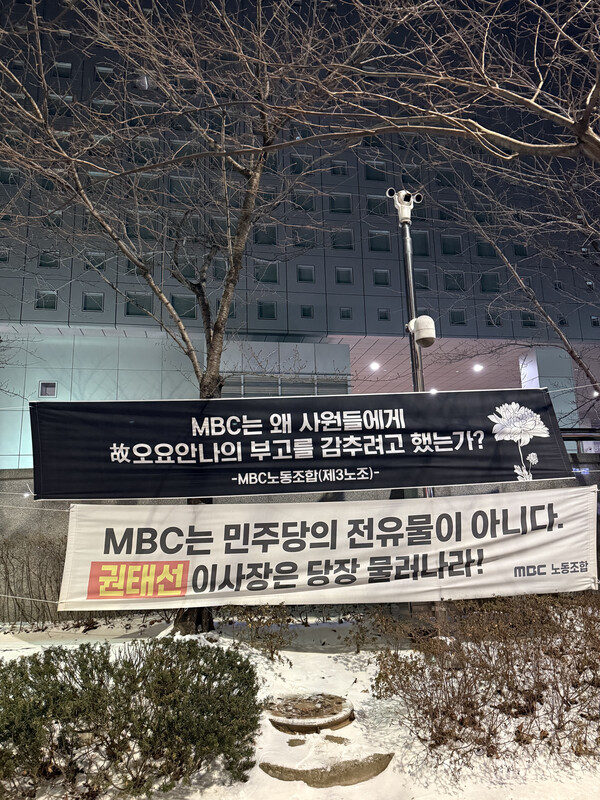 MBC는 왜 사원들에게
故오요안나의 부고를 감추려고 했는가?
-MBC노동조합(제3노조)-
MBC는 민주당의 전유물이 아니다.
권태선 이사장은 당장 물러나라!
MBC 노동조합